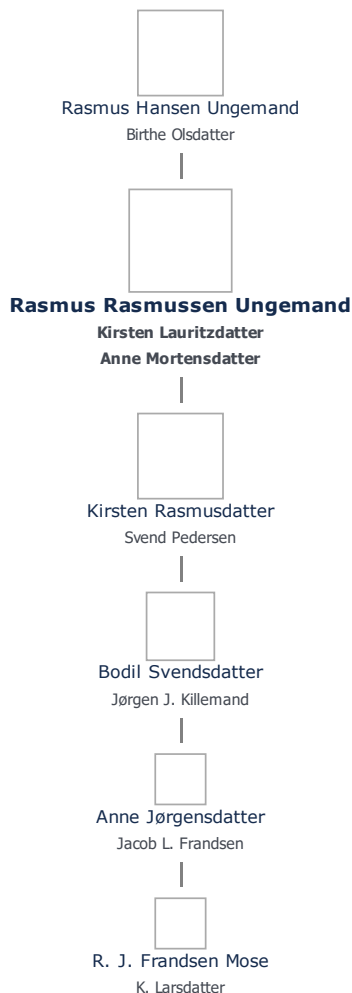 Rasmus Hansen Ungemand
Birthe Olsdatter
Rasmus Rasmussen Ungemand
Kirsten Lauritzdatter
Anne Mortensdatter
Kirsten Rasmusdatter
Svend Pedersen
Bodil Svendsdatter
Jørgen J. Killemand
Anne Jørgensdatter
Jacob L. Frandsen
R. J. Frandsen Mose
K. Larsdatter